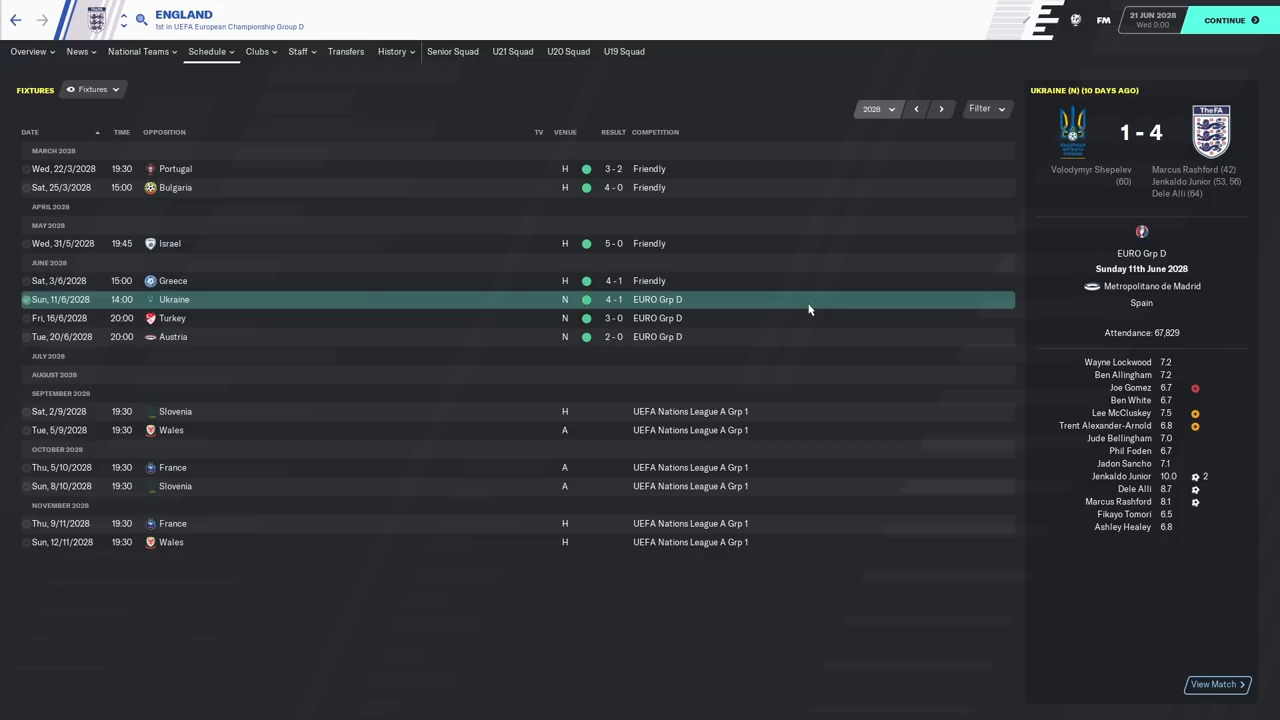 ENGLAND
1st in UEFA European Championship Group D
FM
21 JUN 2028
Wed 0:00
CONTINUE
Overview News National Teams Schedule Clubs Staff Transfers History Senior Squad U21 Squad U20 Squad U19 Squad
FIXTURES Fixtures
2028 Filter
DATE TIME OPPOSITION TV VENUE RESULT COMPETITION
MARCH 2028
Wed, 22/3/2028 19:30 Portugal H 3 - 2 Friendly
Sat, 25/3/2028 15:00 Bulgaria H 4 - 0 Friendly
APRIL 2028
MAY 2028
Wed, 31/5/2028 19:45 Israel H 5 - 0 Friendly
JUNE 2028
Sat, 3/6/2028 15:00 Greece H 4 - 1 Friendly
Sun, 11/6/2028 14:00 Ukraine N 4 - 1 EURO Grp D
Fri, 16/6/2028 20:00 Turkey N 3 - 0 EURO Grp D
Tue, 20/6/2028 20:00 Austria N 2 - 0 EURO Grp D
JULY 2028
AUGUST 2028
SEPTEMBER 2028
Sat, 2/9/2028 19:30 Slovenia H UEFA Nations League A Grp 1
Tue, 5/9/2028 19:30 Wales A UEFA Nations League A Grp 1
OCTOBER 2028
Thu, 5/10/2028 19:30 France A UEFA Nations League A Grp 1
Sun, 8/10/2028 19:30 Slovenia A UEFA Nations League A Grp 1
NOVEMBER 2028
Thu, 9/11/2028 19:30 France H UEFA Nations League A Grp 1
Sun, 12/11/2028 19:30 Wales H UEFA Nations League A Grp 1
UKRAINE (N) (10 DAYS AGO)
TheFA
1 - 4
Volodymyr Shepelev (60)
Marcus Rashford (42)
Jenkaldo Junior (53, 56)
Dele Alli (64)
EURO Grp D
Sunday 11th June 2028
Metropolitano de Madrid
Spain
Attendance: 67,829
Wayne Lockwood 7.2
Ben Allingham 7.2
Joe Gomez 6.7
Ben White 6.7
Lee McCluskey 7.5
Trent Alexander-Arnold 6.8
Jude Bellingham 7.0
Phil Foden 6.7
Jadon Sancho 7.1
Jenkaldo Junior 10.0 2
Dele Alli 8.7
Marcus Rashford 8.1
Fikayo Tomori 6.5
Ashley Healey 6.8
View Match